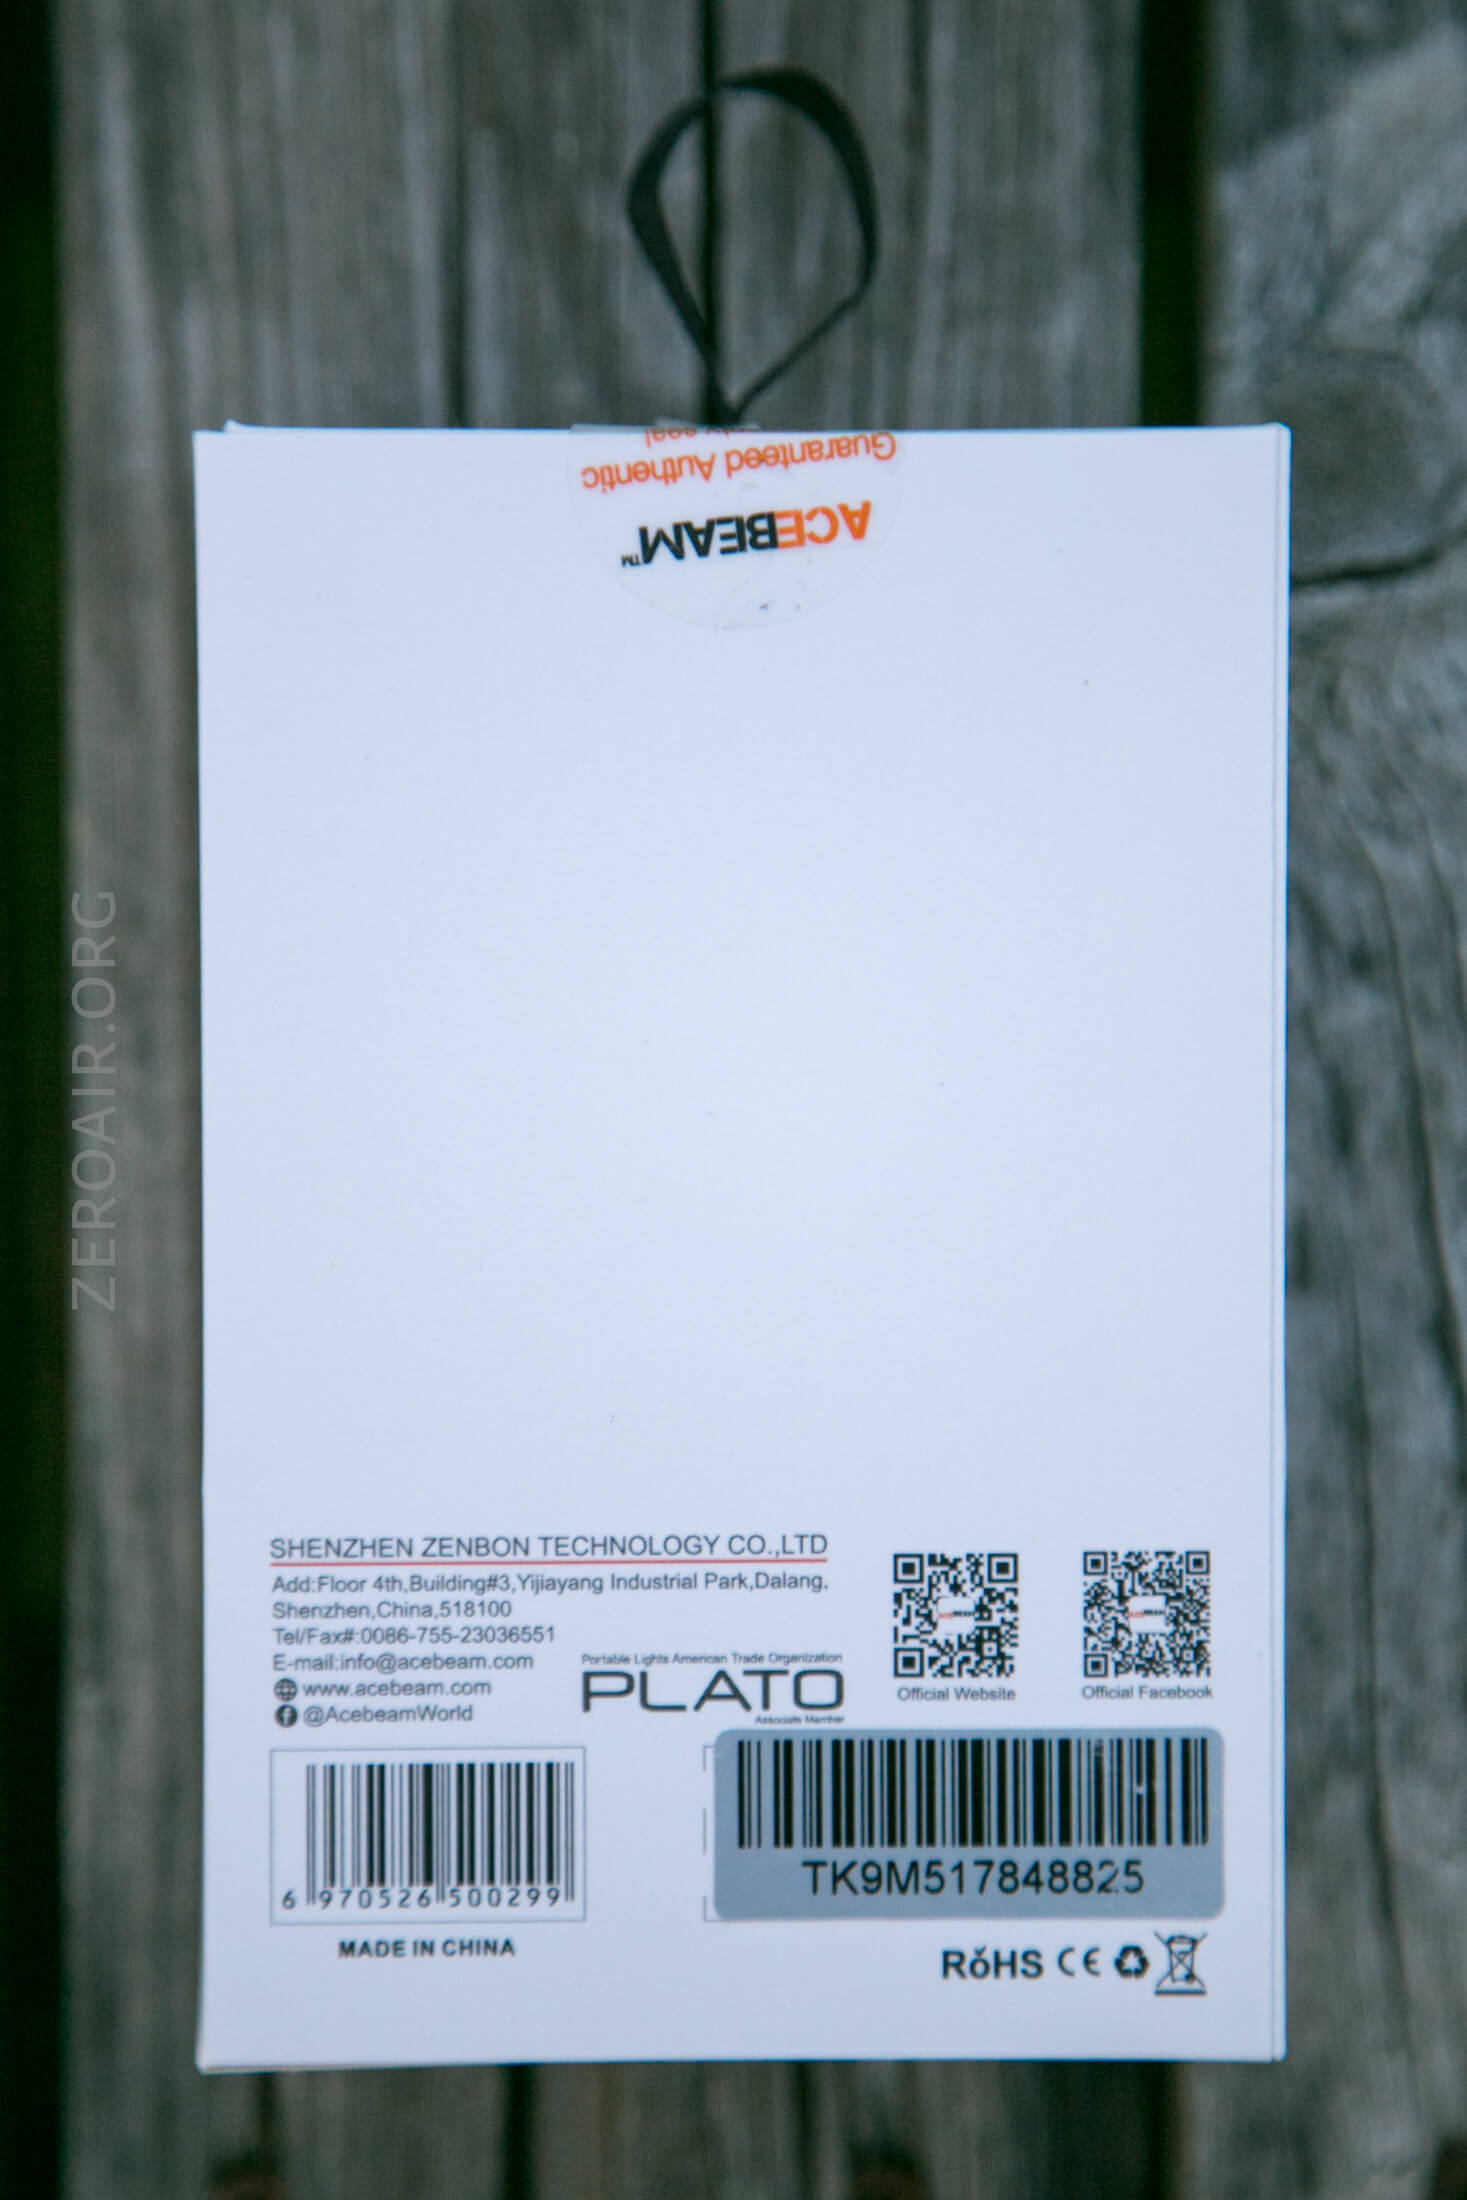 Guaranteed Authentic
ACEBEAM™
ZEROAIR.ORG
SHENZHEN ZENBON TECHNOLOGY CO.,LTD
Add:Floor 4th,Building#3,Yijiayang Industrial Park,Dalang,
Shenzhen,China,518100
Tel/Fax#:0086-755-23036551
E-mail:info@acebeam.com
www.acebeam.com
@AcebeamWorld
Portable Lights American Trade Organization
PLATO
Associate Member
Official Website
Official Facebook
6 970526 500299
MADE IN CHINA
TK9M517848825
RoHS CE